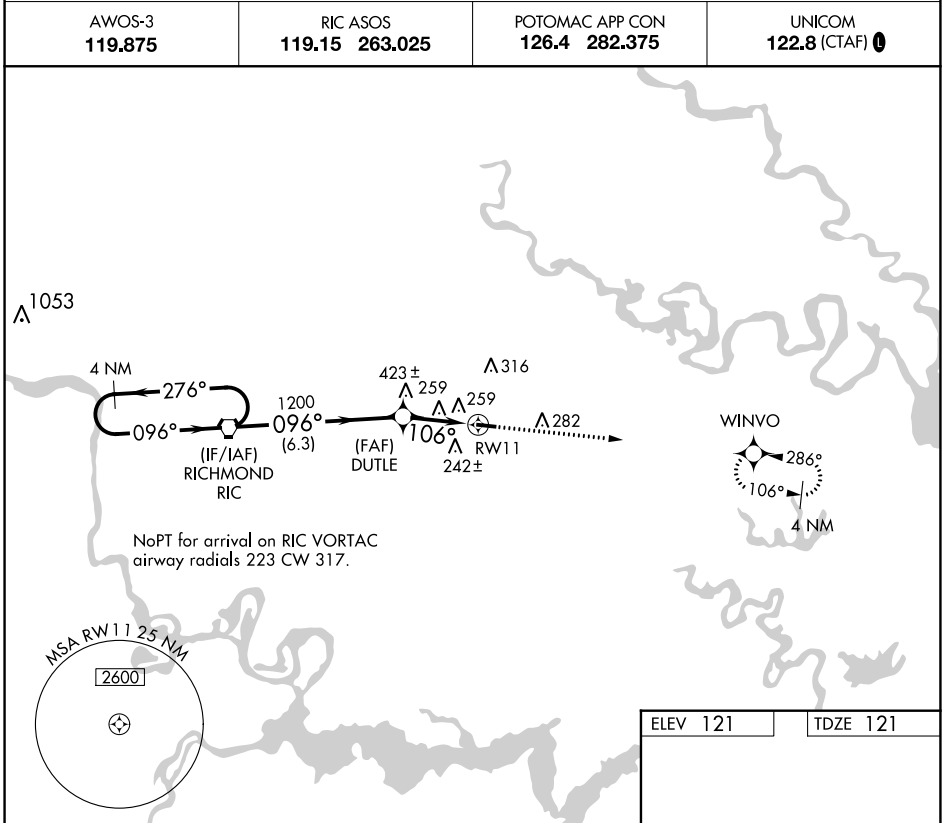 AWOS-3
119.875
RIC ASOS
119.15 263.025
POTOMAC APP CON
126.4 282.375
UNICOM
122.8 (CTAF) L
1053
4 NM
276°
096°
(IF/IAF)
RICHMOND
RIC
1200
096°
(6.3)
423±
259
259
316
106°
(FAF)
DUTLE
242±
RW11
282
WINVO
286°
106°
4 NM
NoPT for arrival on RIC VORTAC
airway radials 223 CW 317.
MSA RW11 25 NM
2600
ELEV 121
TDZE 121